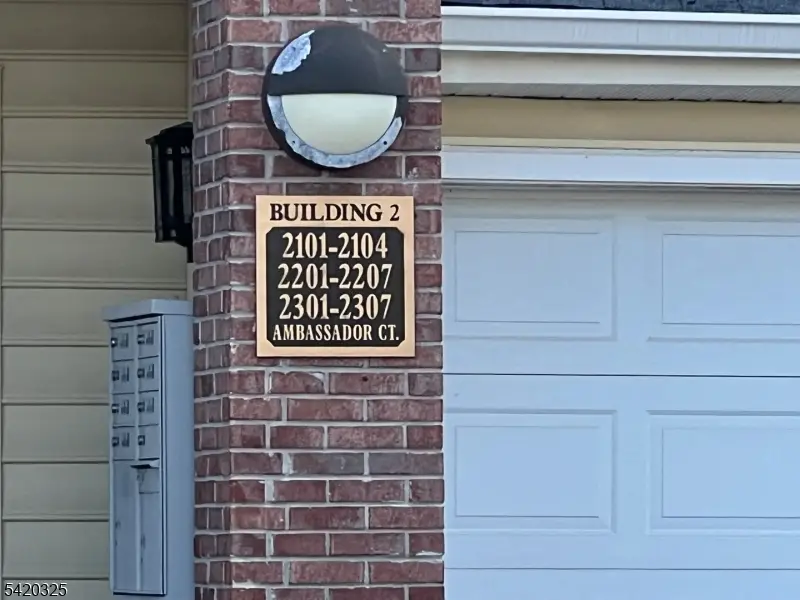 BUILDING 2
2101-2104
2201-2207
2301-2307
AMBASSADOR CT.
5420325